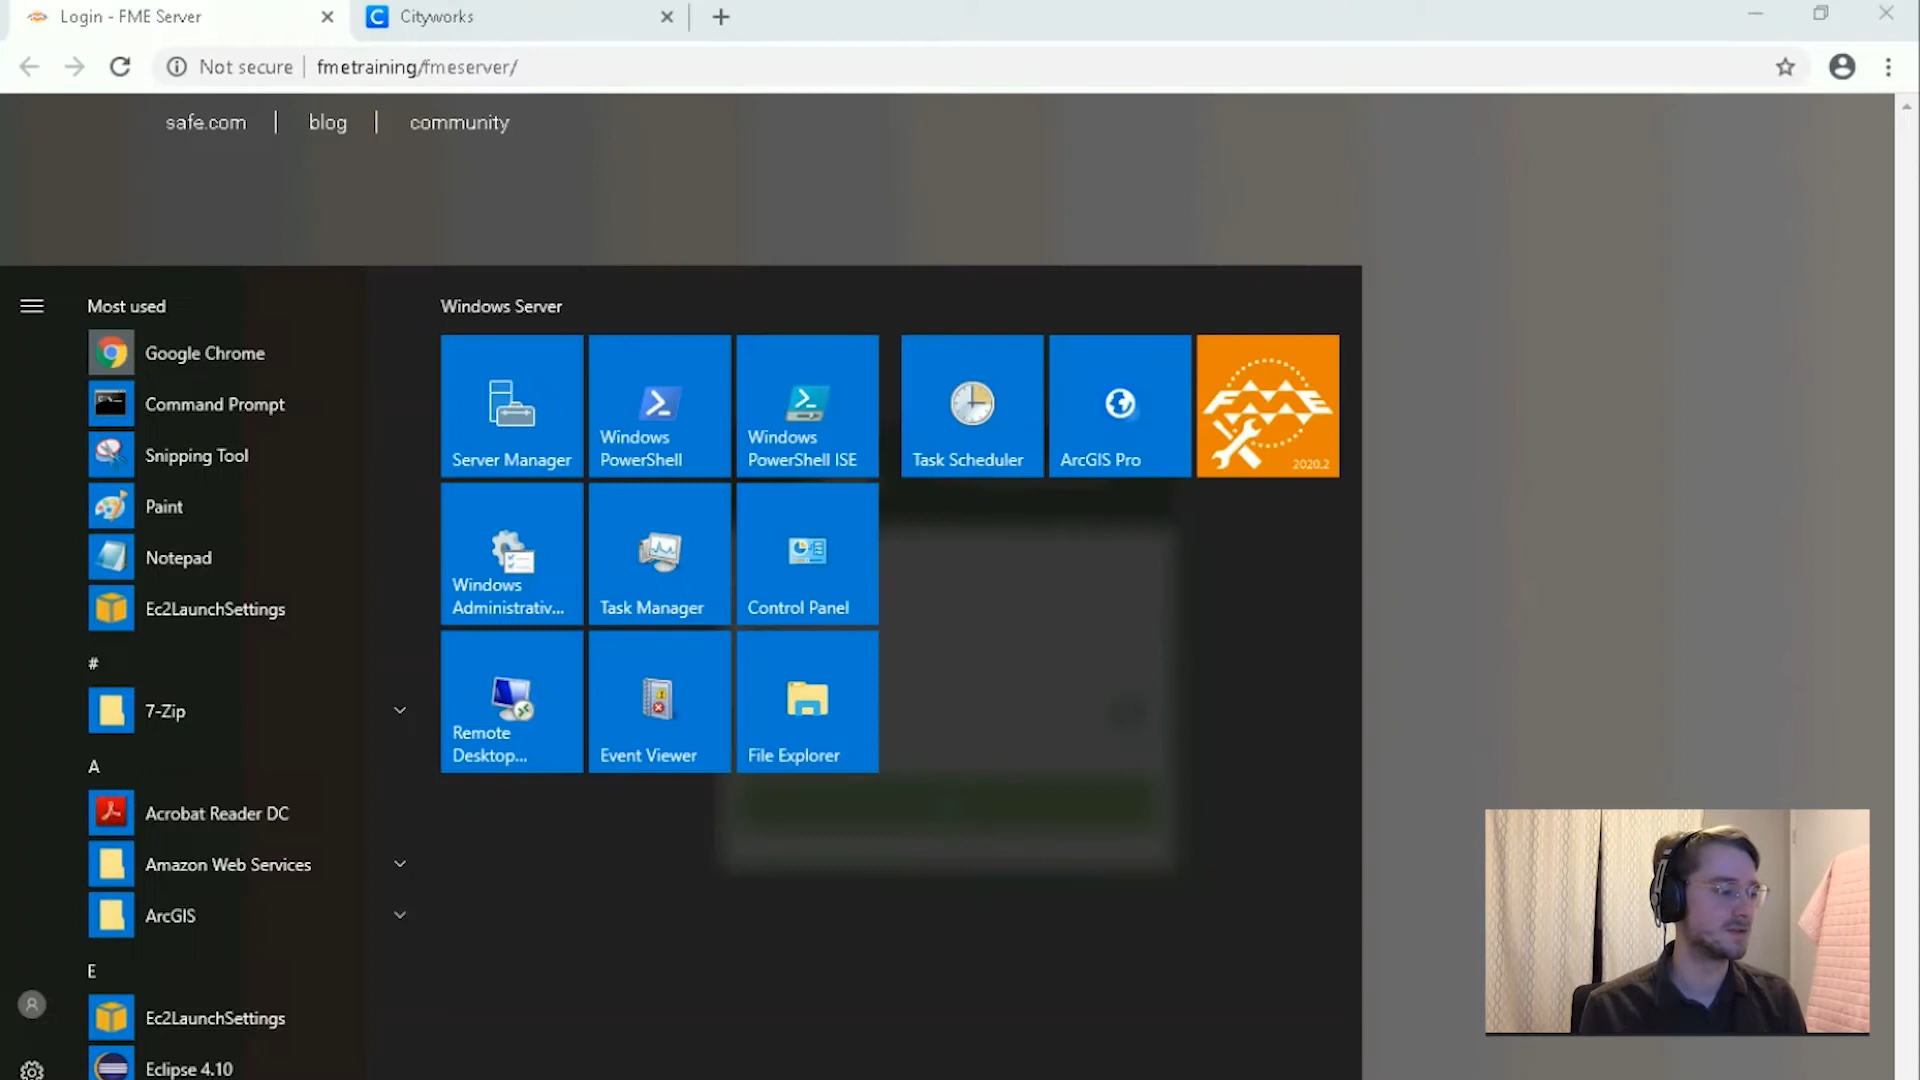 Login - FME Server
Cityworks
Not secure
fmetraining/fmeserver/
safe.com | blog | community
Most used
Google Chrome
Command Prompt
Snipping Tool
Paint
Notepad
Ec2LaunchSettings
#
7-Zip
A
Acrobat Reader DC
Amazon Web Services
ArcGIS
E
Ec2LaunchSettings
Eclipse 4.10
Windows Server
Server Manager
Windows
PowerShell
Windows
PowerShell ISE
Task Scheduler
ArcGIS Pro
FME
2020.2
Windows
Administrativ...
Task Manager
Control Panel
Remote
Desktop...
Event Viewer
File Explorer